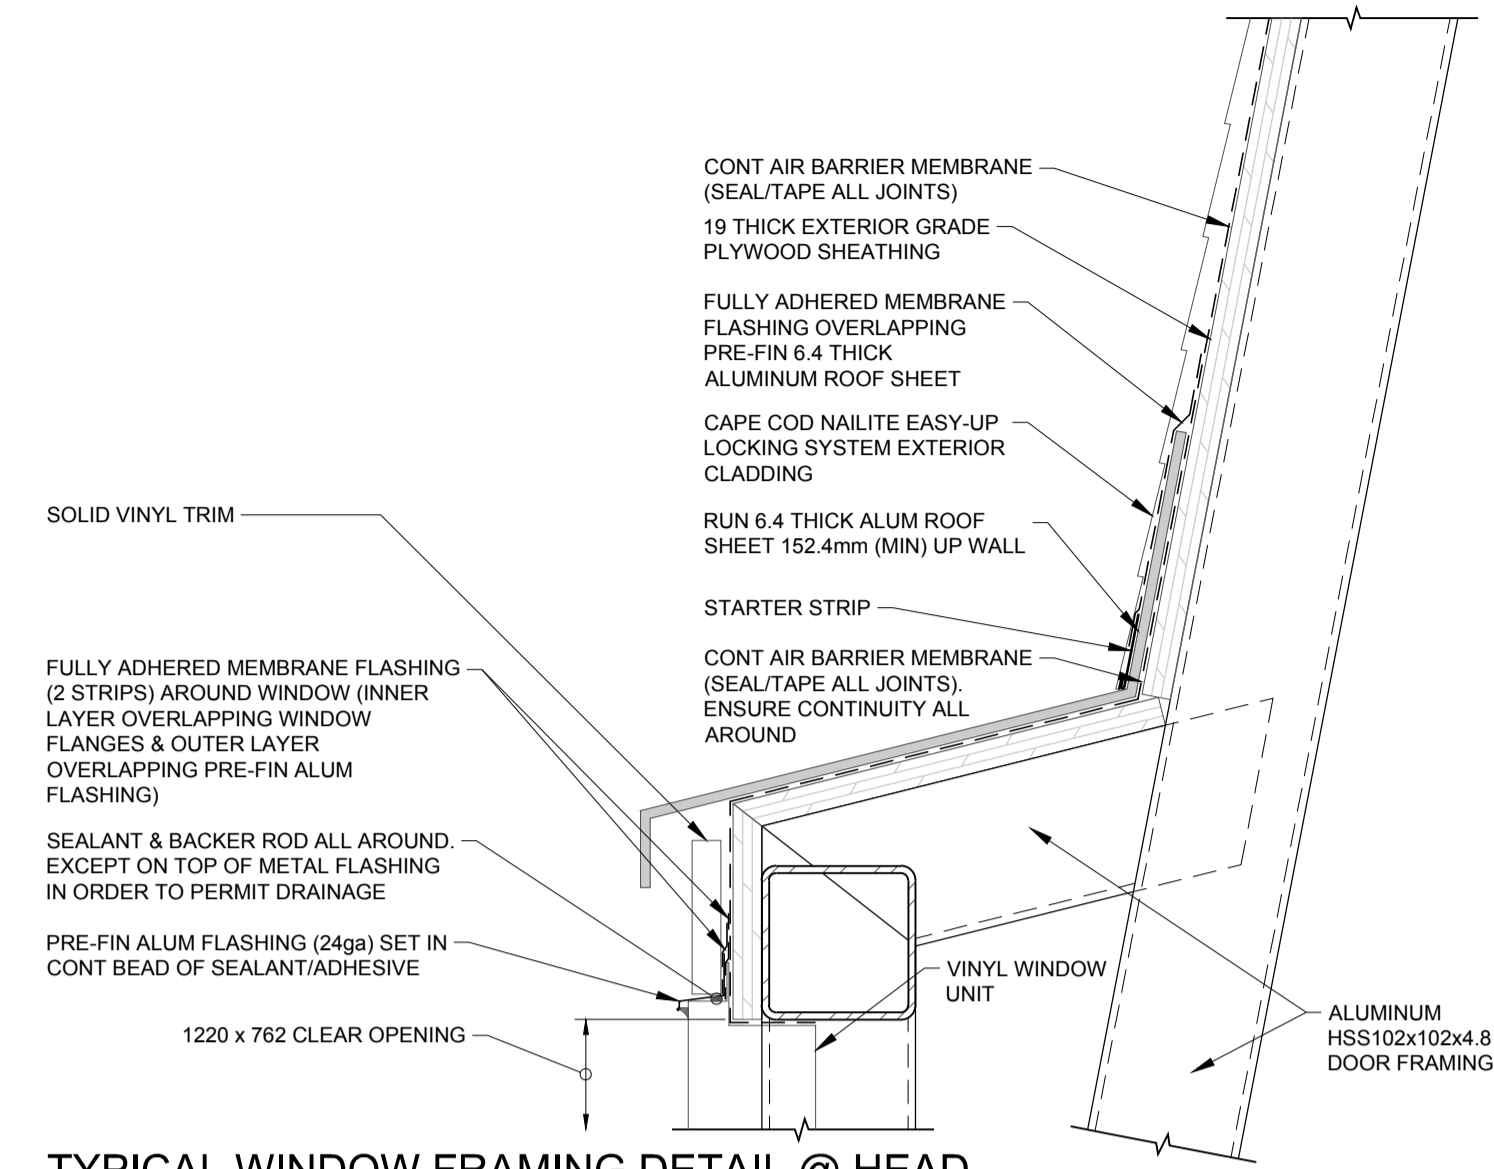 CONT AIR BARRIER MEMBRANE
(SEAL/TAPE ALL JOINTS)
19 THICK EXTERIOR GRADE
PLYWOOD SHEATHING
FULLY ADHERED MEMBRANE
FLASHING OVERLAPPING
PRE-FIN 6.4 THICK
ALUMINUM ROOF SHEET
CAPE COD NAILITE EASY-UP
LOCKING SYSTEM EXTERIOR
CLADDING
RUN 6.4 THICK ALUM ROOF
SHEET 152.4mm (MIN) UP WALL
STARTER STRIP
CONT AIR BARRIER MEMBRANE
(SEAL/TAPE ALL JOINTS).
ENSURE CONTINUITY ALL
AROUND
SOLID VINYL TRIM
FULLY ADHERED MEMBRANE FLASHING
(2 STRIPS) AROUND WINDOW (INNER
LAYER OVERLAPPING WINDOW
FLANGES & OUTER LAYER
OVERLAPPING PRE-FIN ALUM
FLASHING)
SEALANT & BACKER ROD ALL AROUND.
EXCEPT ON TOP OF METAL FLASHING
IN ORDER TO PERMIT DRAINAGE
PRE-FIN ALUM FLASHING (24ga) SET IN
CONT BEAD OF SEALANT/ADHESIVE
1220 x 762 CLEAR OPENING
VINYL WINDOW
UNIT
ALUMINUM
HSS102x102x4.8
DOOR FRAMING
TYPICAL WINDOW FRAMING DETAIL @ HEAD